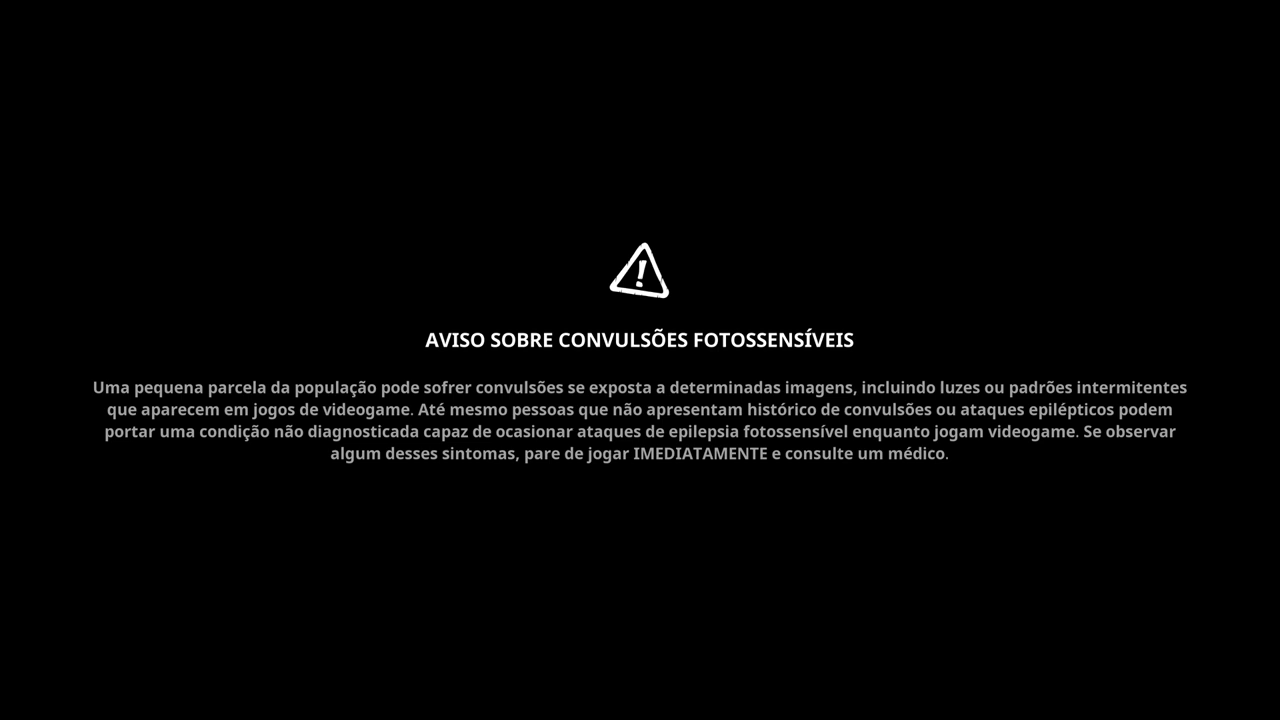 AVISO SOBRE CONVULSÕES FOTOSSENSÍVEIS
Uma pequena parcela da população pode sofrer convulsões se exposta a determinadas imagens, incluindo luzes ou padrões intermitentes
que aparecem em jogos de videogame. Até mesmo pessoas que não apresentam histórico de convulsões ou ataques epilépticos podem
portar uma condição não diagnosticada capaz de ocasionar ataques de epilepsia fotossensível enquanto jogam videogame. Se observar
algum desses sintomas, pare de jogar IMEDIATAMENTE e consulte um médico.